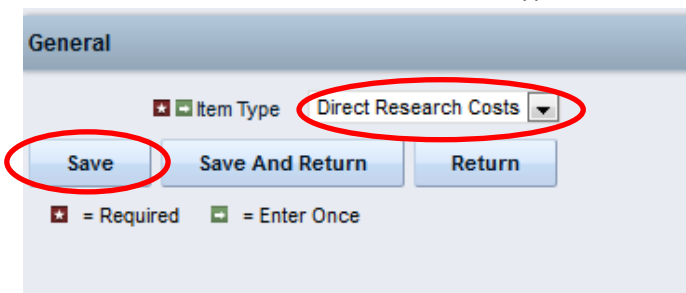 General
Item Type Direct Research Costs
Save Save And Return Return
= Required = Enter Once